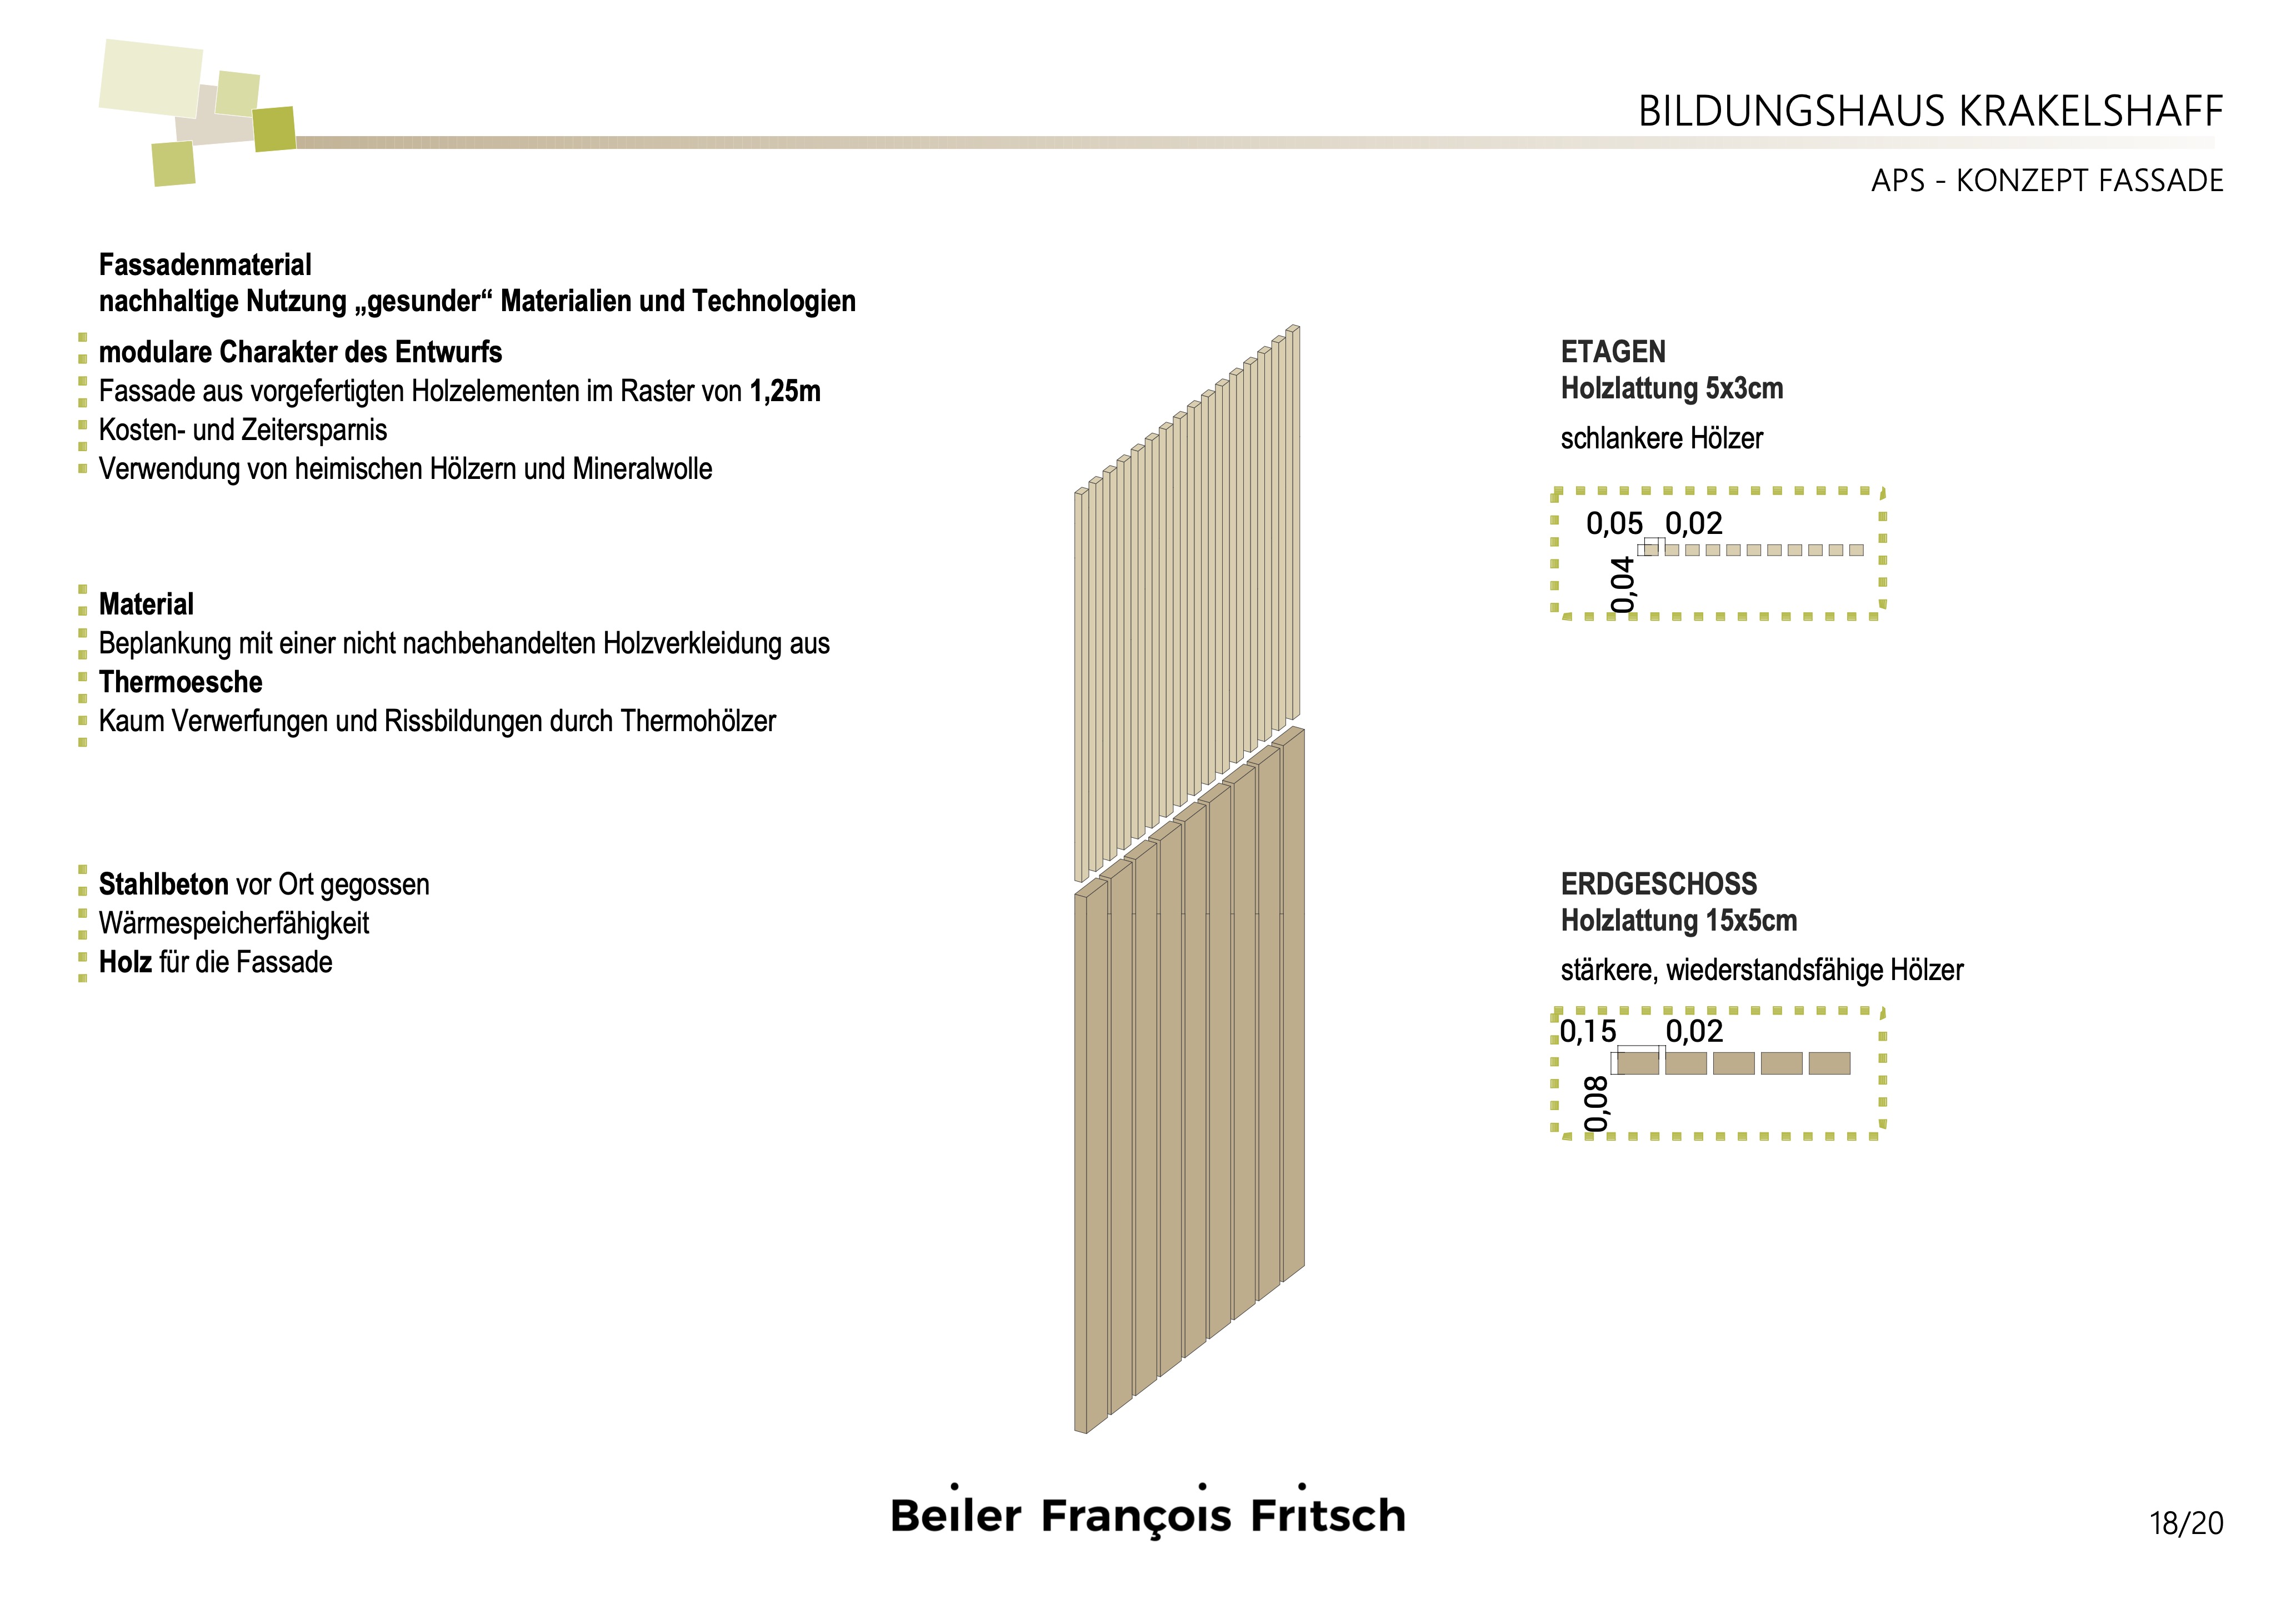 BILDUNGSHAUS KRAKELSHAFF
APS - KONZEPT FASSADE
Fassadenmaterial
nachhaltige Nutzung „gesunder“ Materialien und Technologien
modulare Charakter des Entwurfs
Fassade aus vorgefertigten Holzelementen im Raster von 1,25m
Kosten- und Zeitersparnis
Verwendung von heimischen Hölzern und Mineralwolle
Material
Beplankung mit einer nicht nachbehandelten Holzverkleidung aus
Thermoesche
Kaum Verwerfungen und Rissbildungen durch Thermohölzer
Stahlbeton vor Ort gegossen
Wärmespeicherfähigkeit
Holz für die Fassade
ETAGEN
Holzlattung 5x3cm
schlankere Hölzer
0,05 0,02
0,04
ERDGESCHOSS
Holzlattung 15x5cm
stärkere, wiederstandsfähige Hölzer
0,15 0,02
0,08
Beiler François Fritsch
18/20